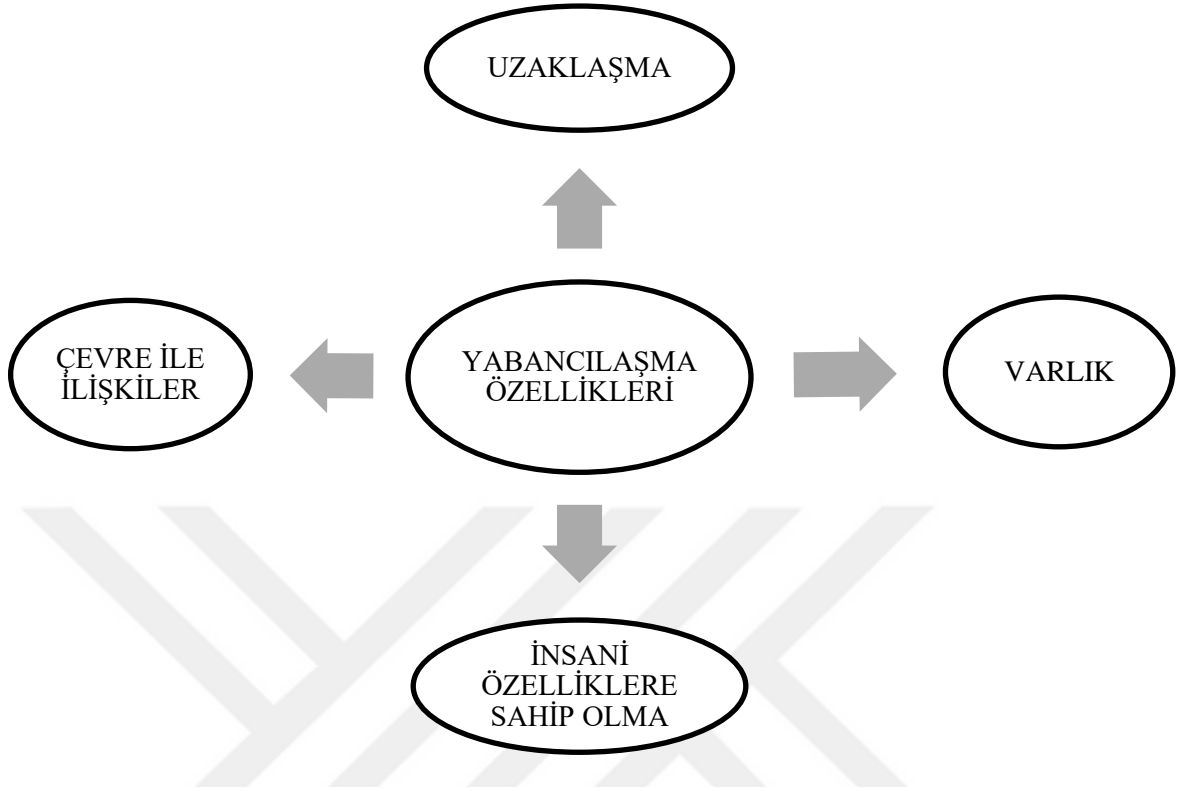 UZAKLAŞMA
ÇEVRE İLE
İLİŞKİLER
YABANCILAŞMA
ÖZELLİKLERİ
VARLIK
İNSANİ
ÖZELLİKLERE
SAHİP OLMA